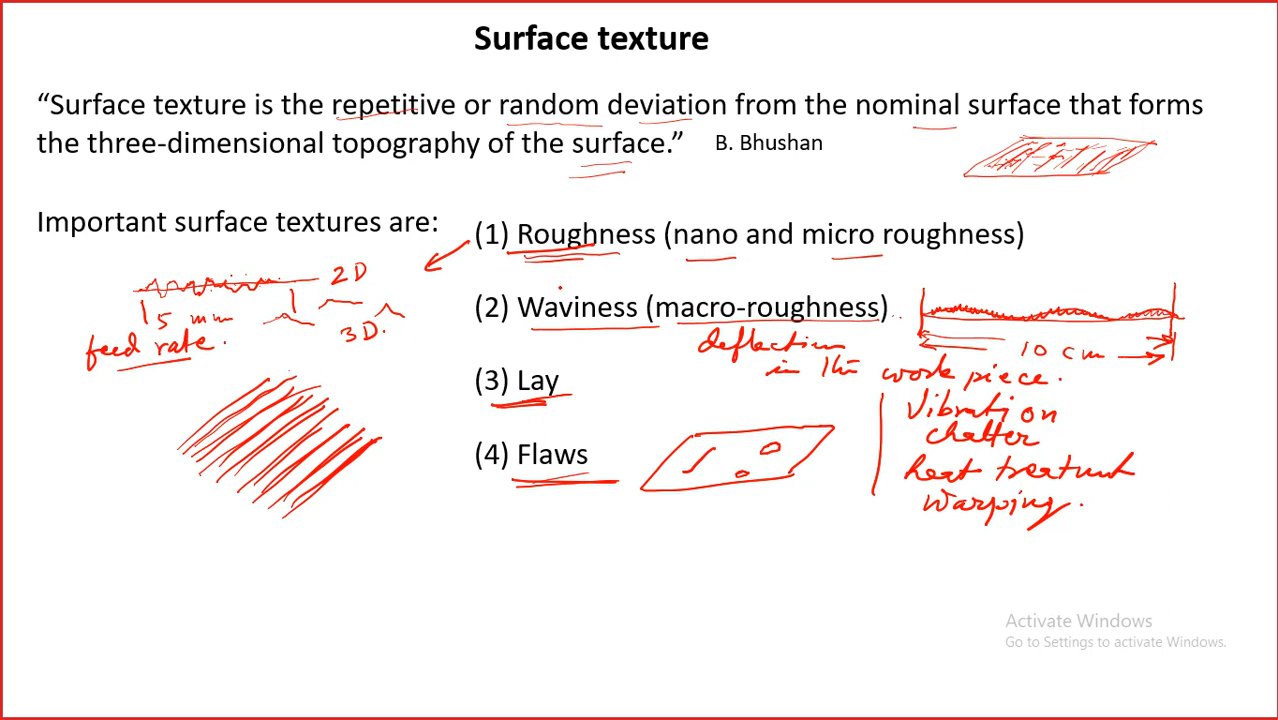 Surface texture
“Surface texture is the repetitive or random deviation from the nominal surface that forms
the three-dimensional topography of the surface.” B. Bhushan
Important surface textures are:
(1) Roughness (nano and micro roughness)
2D
5 mm
3D.
feed rate.
(2) Waviness (macro-roughness)
10 cm
deflection
in the work piece.
(3) Lay
Vibration
chatter
(4) Flaws
heat treatment
warping.
Activate Windows
Go to Settings to activate Windows.